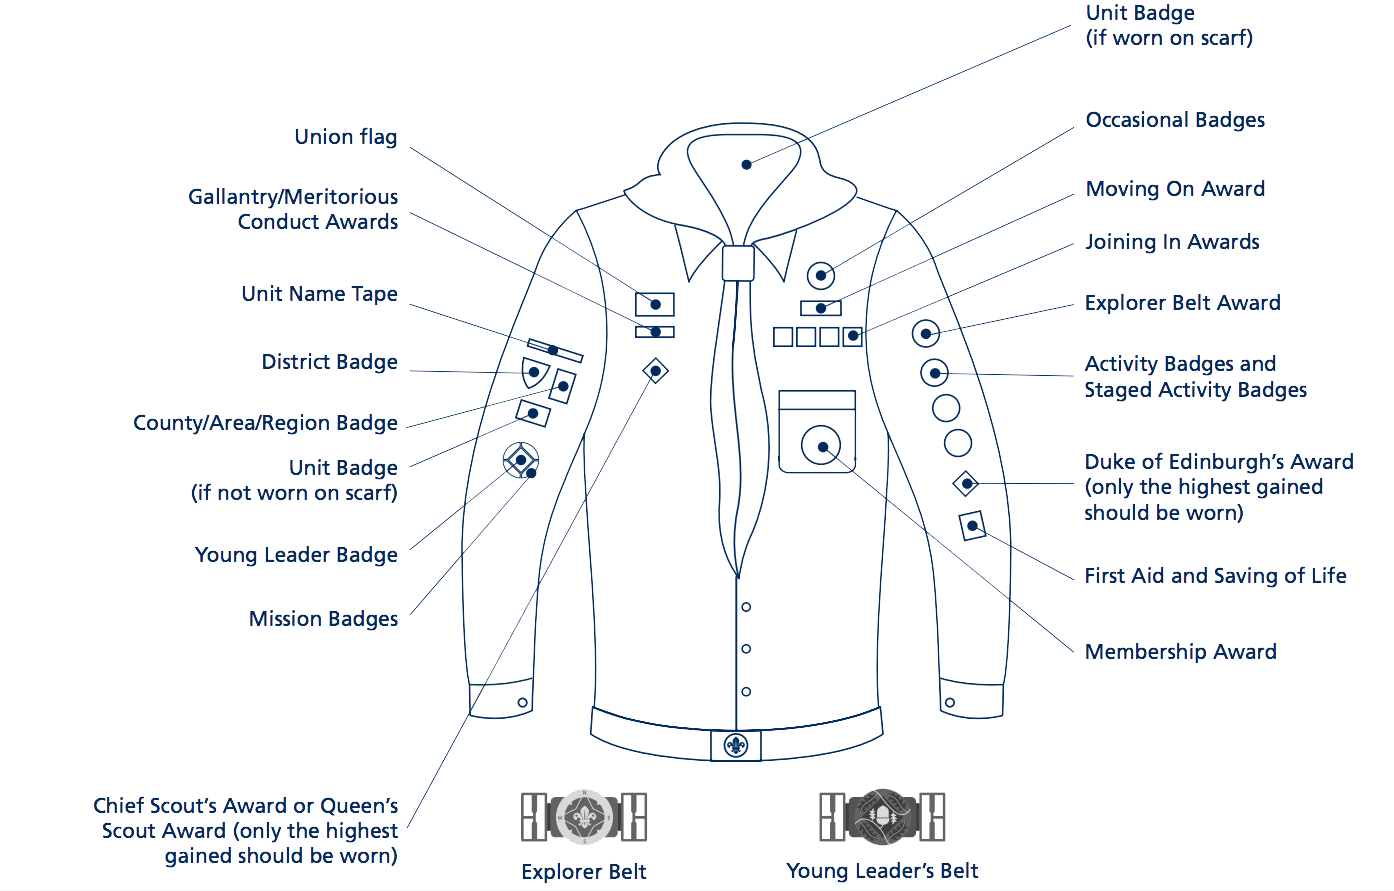 Unit Badge
(if worn on scarf)
Union flag
Gallantry/Meritorious
Conduct Awards
Unit Name Tape
District Badge
County/Area/Region Badge
Unit Badge
(if not worn on scarf)
Young Leader Badge
Mission Badges
Chief Scout’s Award or Queen’s
Scout Award (only the highest
gained should be worn)
Occasional Badges
Moving On Award
Joining In Awards
Explorer Belt Award
Activity Badges and
Staged Activity Badges
Duke of Edinburgh’s Award
(only the highest gained
should be worn)
First Aid and Saving of Life
Membership Award
N
W E
S
Explorer Belt
Young Leader’s Belt